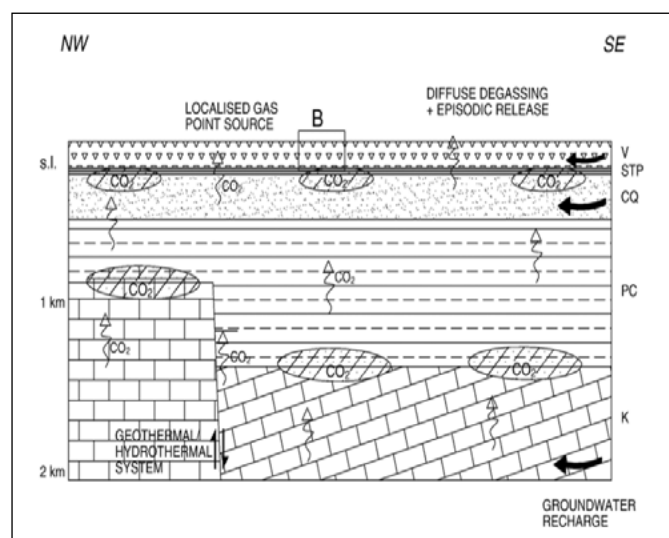 NW
SE
LOCALISED GAS
POINT SOURCE
B
DIFFUSE DEGASSING
+ EPISODIC RELEASE
s.l.
V
STP
CO₂
CO₂
CO₂
CO₂
CQ
CO₂
PC
1 km
CO₂
CO₂
CO₂
CO₂
CO₂
K
GEOTHERMAL/
HYDROTHERMAL
SYSTEM
2 km
GROUNDWATER
RECHARGE